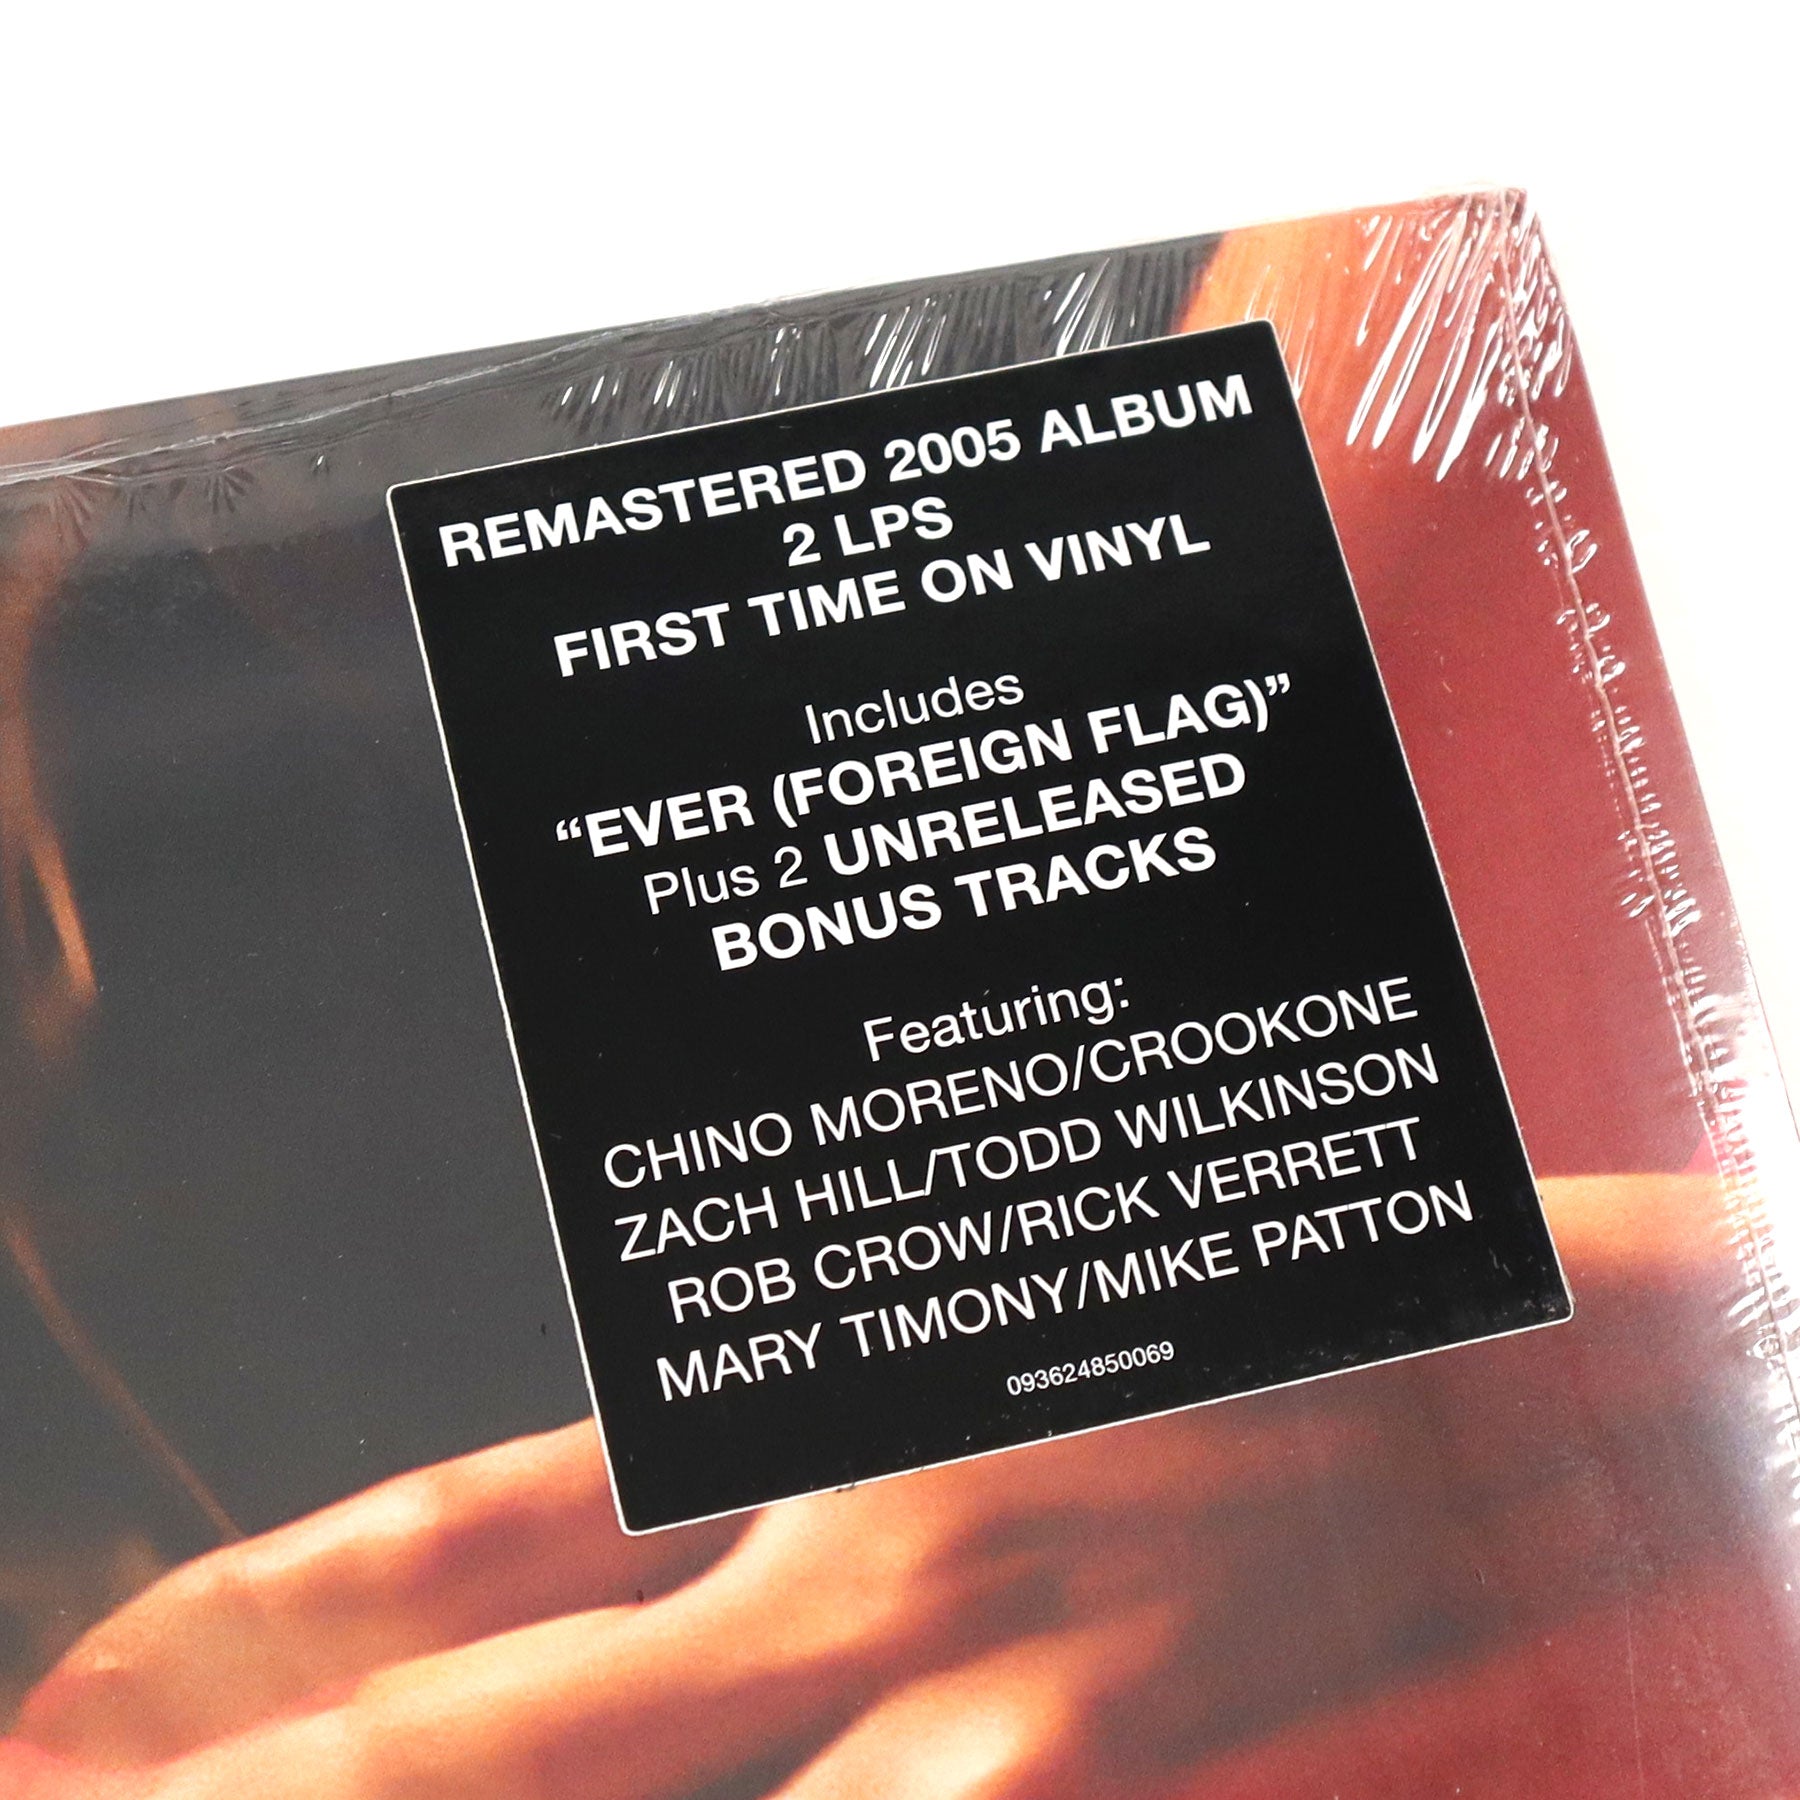 REMASTERED 2005 ALBUM
2 LPS
FIRST TIME ON VINYL
Includes
“EVER (FOREIGN FLAG)”
Plus 2 UNRELEASED
BONUS TRACKS
Featuring:
CHINO MORENO/CROOKONE
ZACH HILL/TODD WILKINSON
ROB CROW/RICK VERRETT
MARY TIMONY/MIKE PATTON
093624850069